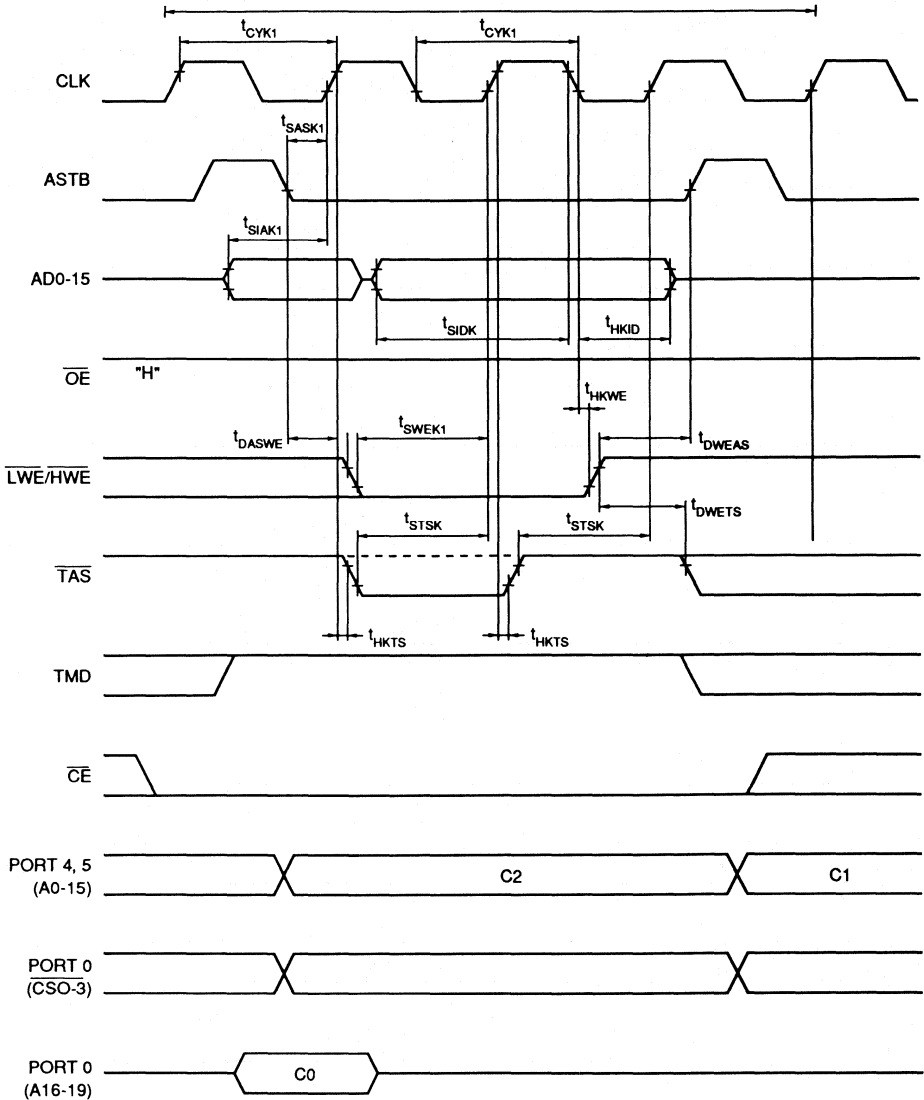 tCYK1 tCYK1
CLK
tSASK1
ASTB
tSIAK1
AD0-15
tSIDK tHKID
OE "H"
tHKWE
tDASWE tSWEK1 tDWEAS
LWE/HWE
tDWETS
tSTSK tSTSK
TAS
tHKTS tHKTS
TMD
CE
PORT 4, 5
(A0-15)
C2 C1
PORT 0
(CSO-3)
PORT 0
(A16-19)
C0